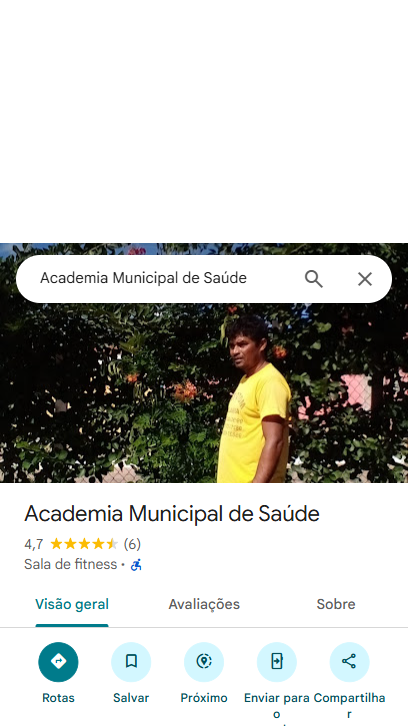 Academia Municipal de Saúde
Academia Municipal de Saúde
4,7 (6)
Sala de fitness ·
Visão geral
Avaliações
Sobre
Rotas
Salvar
Próximo
Enviar para
o
Compartilha
r